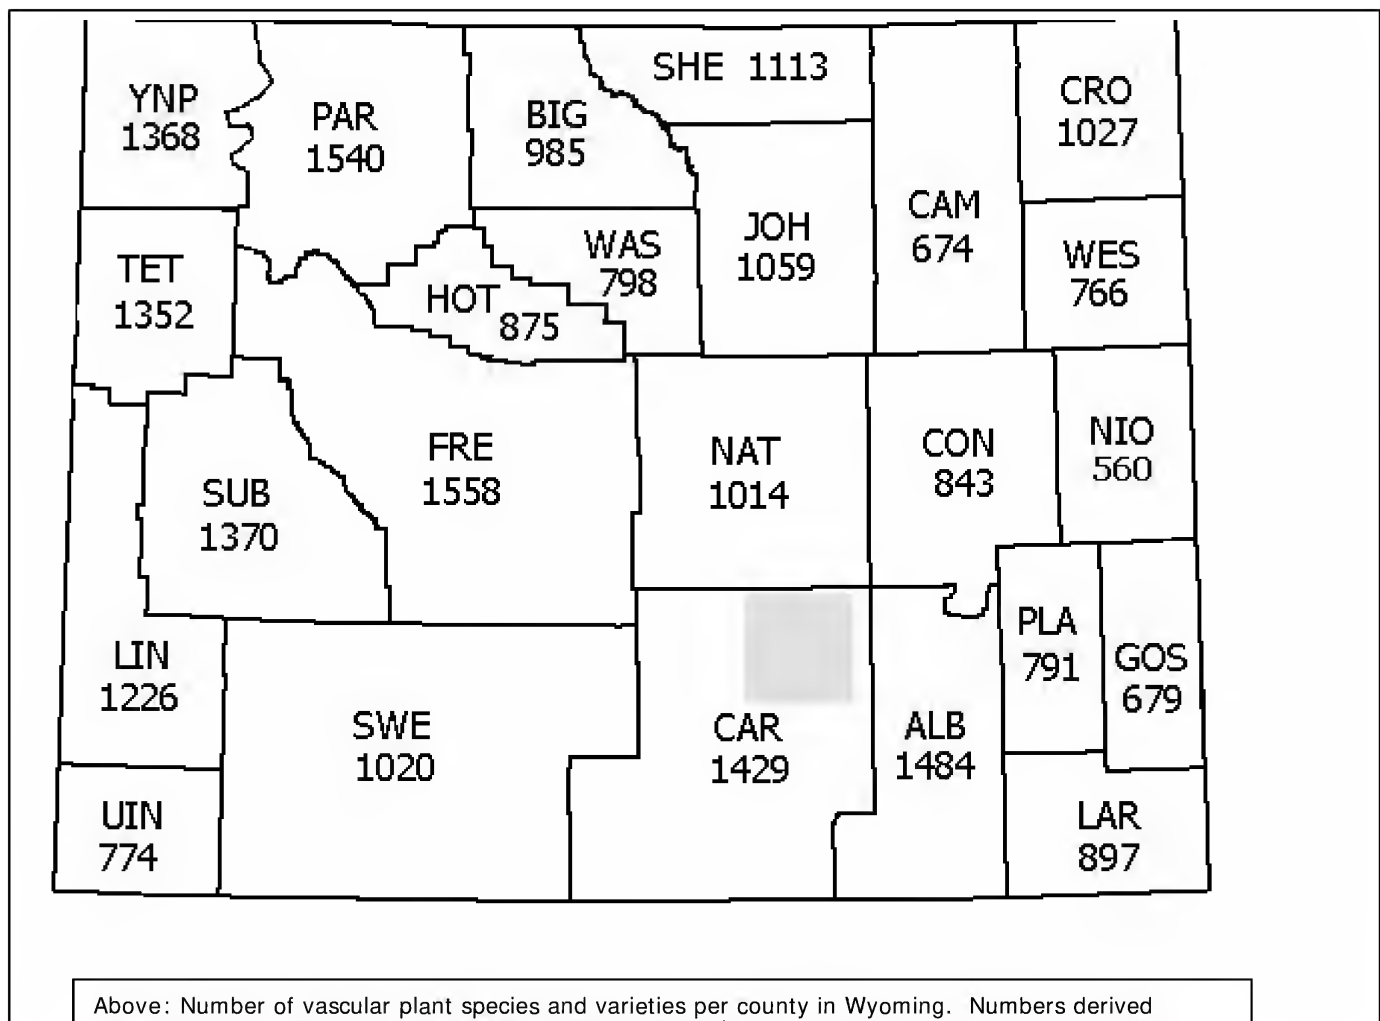 SHE 1113
YNP
1368
PAR
1540
BIG
985
CRO
1027
CAM
674
JOH
1059
WAS
798
WES
766
TET
1352
HOT
875
FRE
1558
NAT
1014
CON
843
NIO
560
SUB
1370
LIN
1226
SWE
1020
CAR
1429
ALB
1484
PLA
791
GOS
679
UIN
774
LAR
897
Above: Number of vascular plant species and varieties per county in Wyoming. Numbers derived